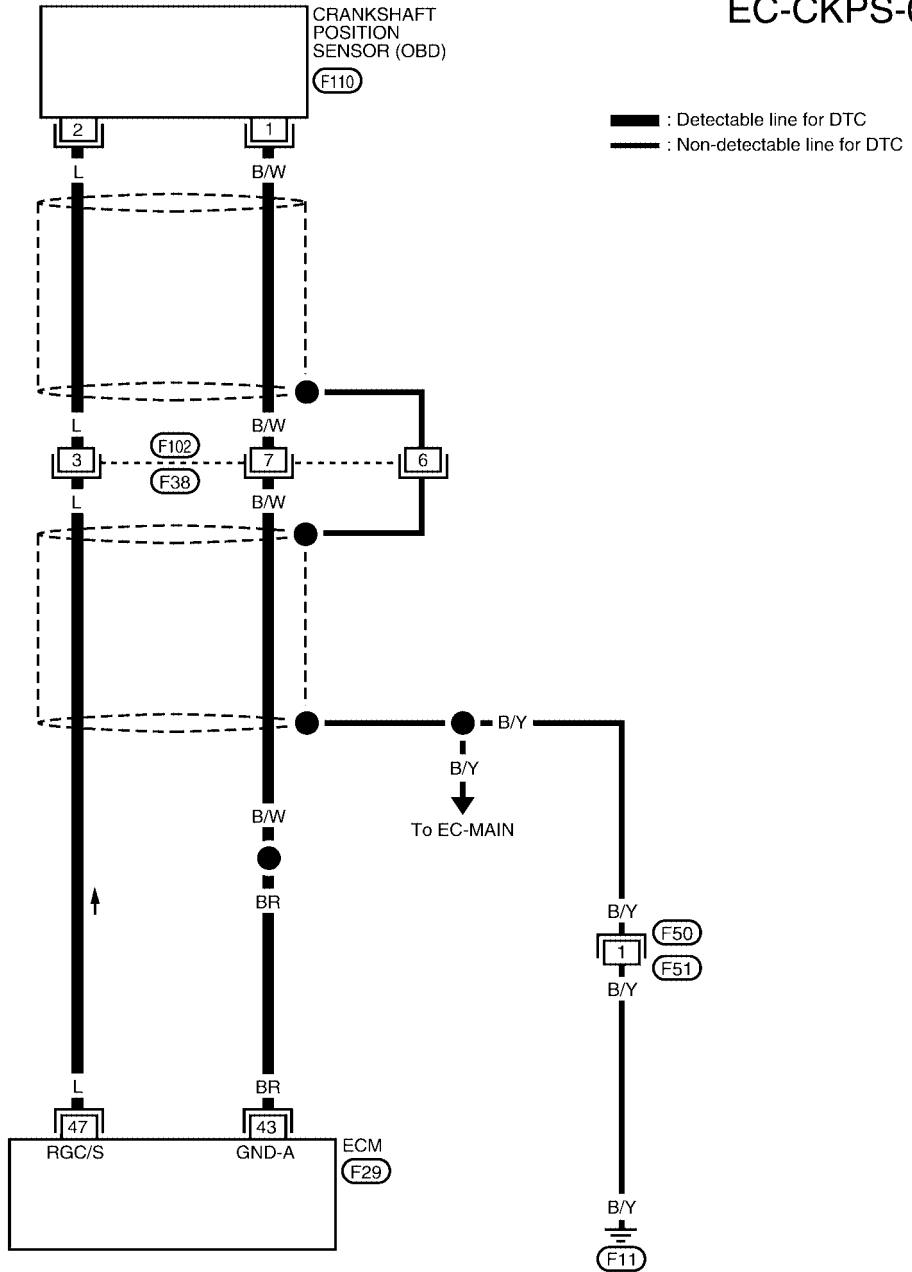 EC-CKPS-
CRANKSHAFT
POSITION
SENSOR (OBD)
F110
: Detectable line for DTC
: Non-detectable line for DTC
2 1
L B/W
L B/W
F102
3 7 6
F38
L B/W
B/Y
B/Y
To EC-MAIN
B/W
BR
B/Y
F50
1
F51
B/Y
L BR
47 43
RGC/S GND-A
ECM
F29
B/Y
F11